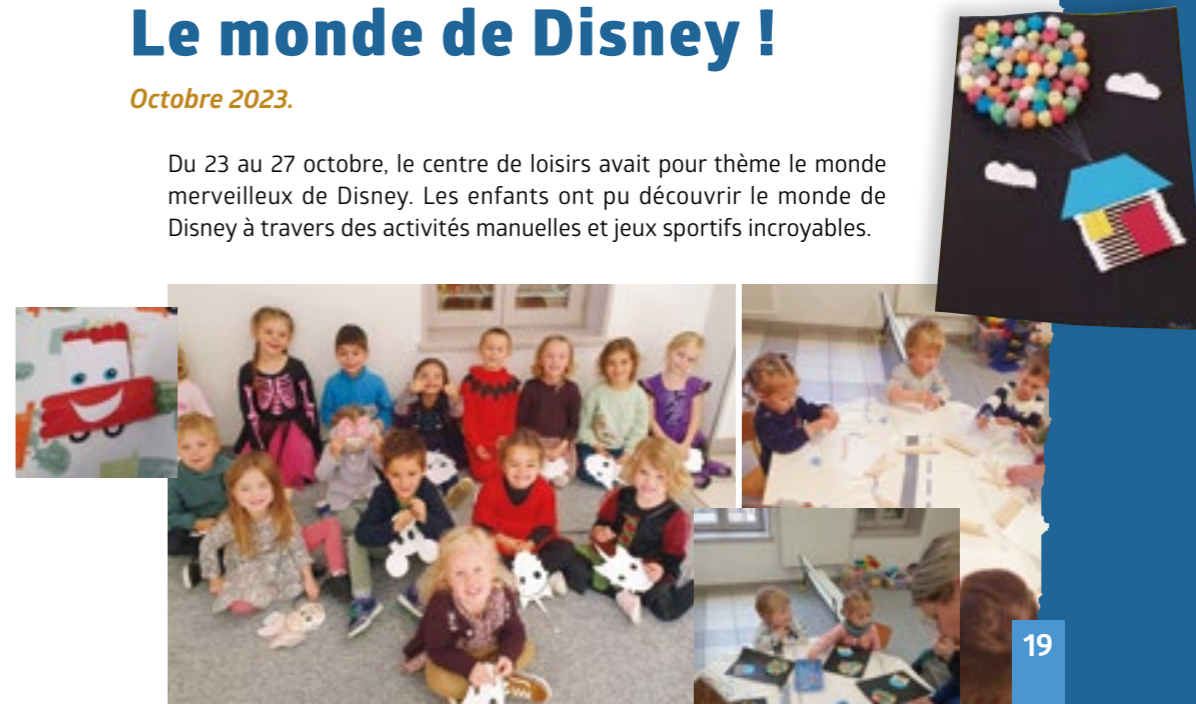 Le monde de Disney !
Octobre 2023.
Du 23 au 27 octobre, le centre de loisirs avait pour thème le monde
merveilleux de Disney. Les enfants ont pu découvrir le monde de
Disney à travers des activités manuelles et jeux sportifs incroyables.
19